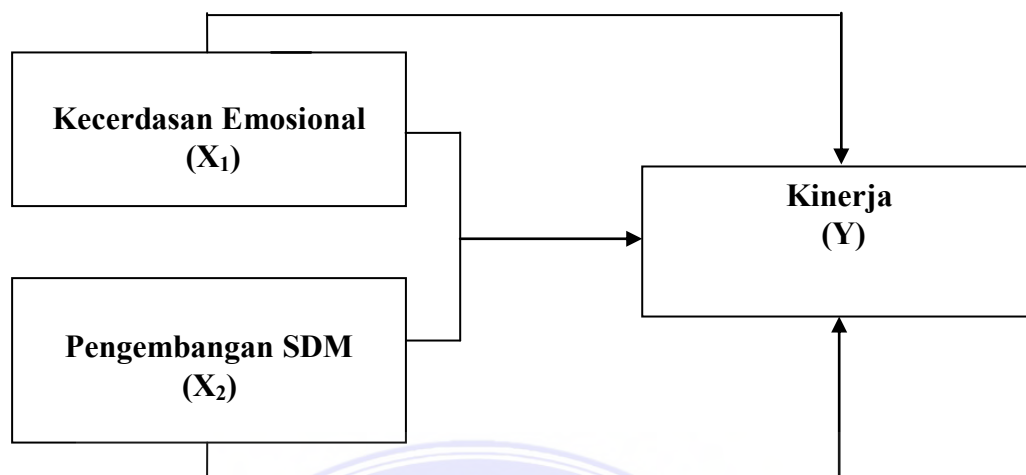 Kecerdasan Emosional
(X₁)
Kinerja
(Y)
Pengembangan SDM
(X₂)